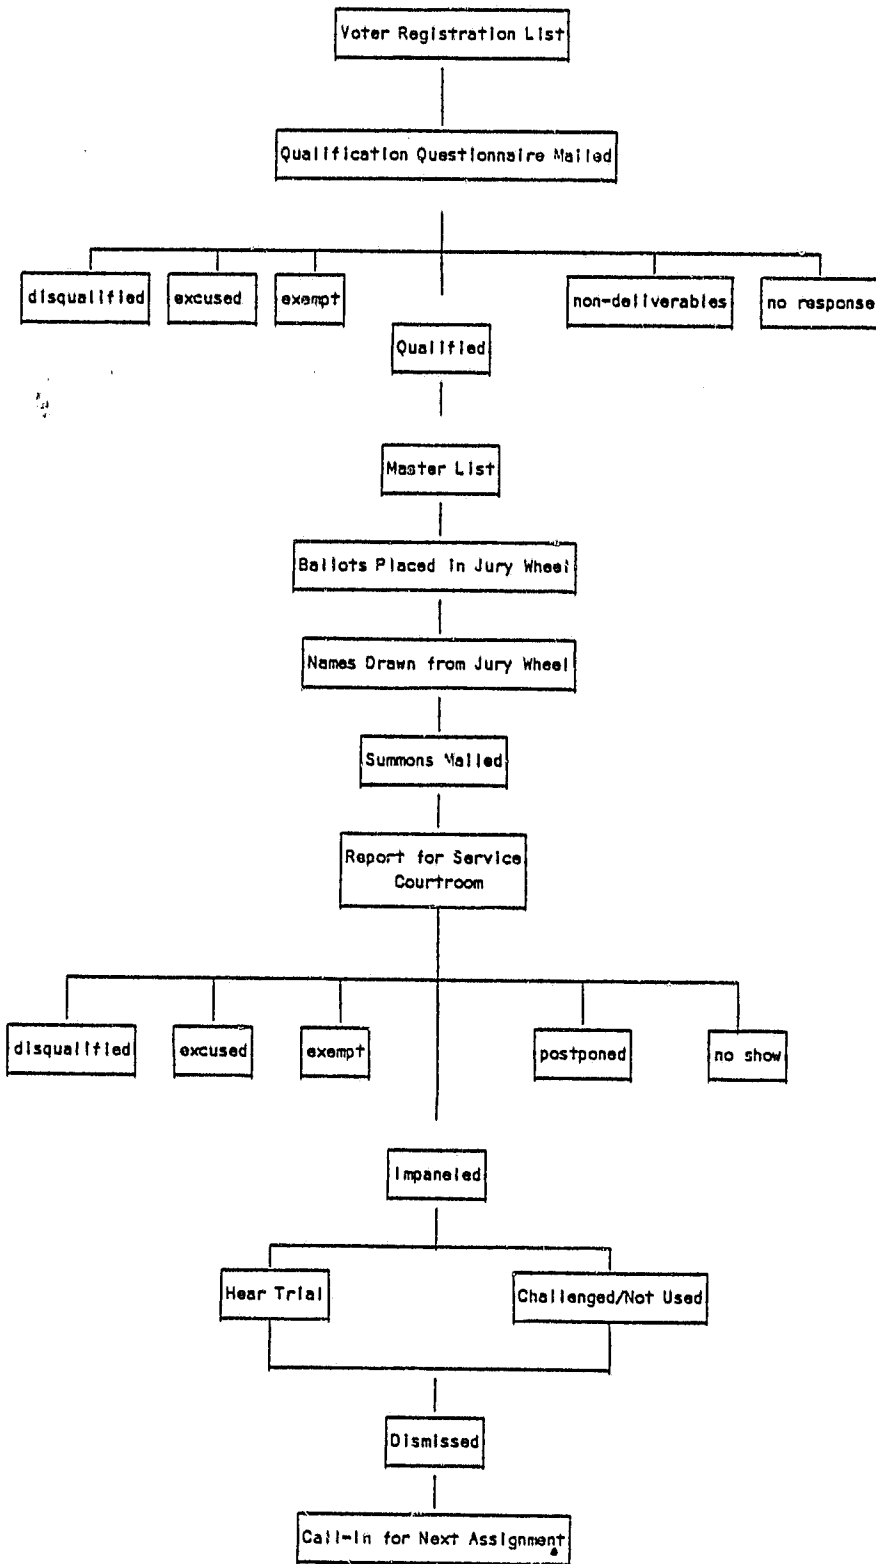 Voter Registration List
Qualification Questionnaire Mailed
disqualified
excused
exempt
non-deliverables
no response
Qualified
Master List
Ballots Placed in Jury Wheel
Names Drawn from Jury Wheel
Summons Mailed
Report for Service
Courtroom
disqualified
excused
exempt
postponed
no show
Impaneled
Hear Trial
Challenged/Not Used
Dismissed
Call-In for Next Assignment